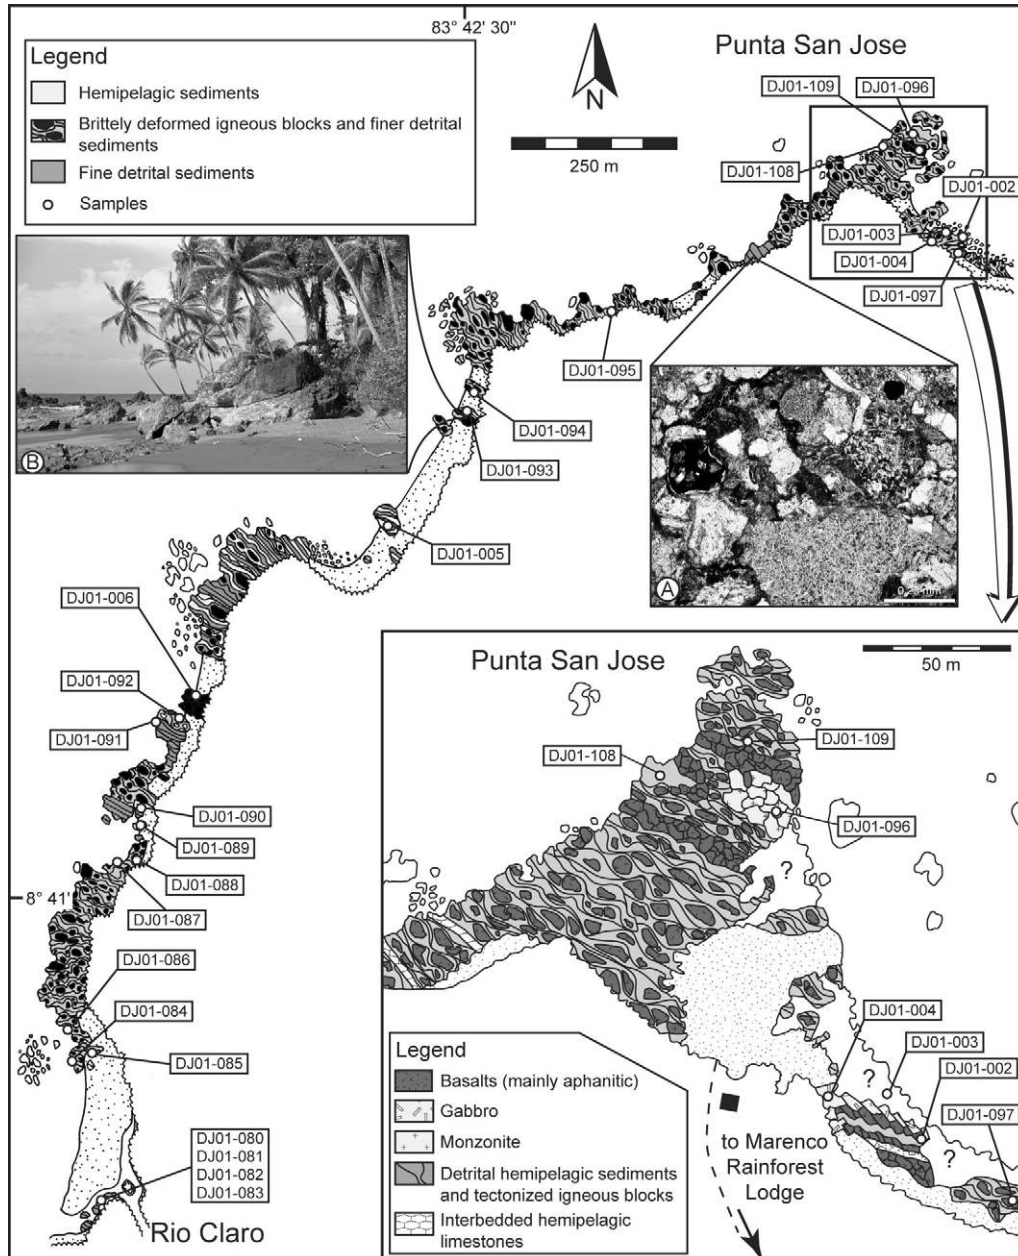 83° 42' 30"
Legend
Hemipelagic sediments
Brittely deformed igneous blocks and finer detrital
sediments
Fine detrital sediments
Samples
N
250 m
Punta San Jose
DJ01-109
DJ01-096
DJ01-108
DJ01-002
DJ01-003
DJ01-004
DJ01-097
DJ01-095
B
DJ01-094
DJ01-093
A
DJ01-005
DJ01-006
DJ01-092
DJ01-091
DJ01-090
DJ01-089
DJ01-088
8° 41'
DJ01-087
DJ01-086
DJ01-084
DJ01-085
DJ01-080
DJ01-081
DJ01-082
DJ01-083
Rio Claro
Punta San Jose
50 m
DJ01-109
DJ01-108
DJ01-096
?
DJ01-004
DJ01-003
DJ01-002
DJ01-097
?
?
to Marenco
Rainforest
Lodge
Legend
Basalts (mainly aphanitic)
Gabbro
Monzonite
Detrital hemipelagic sediments
and tectonized igneous blocks
Interbedded hemipelagic
limestones